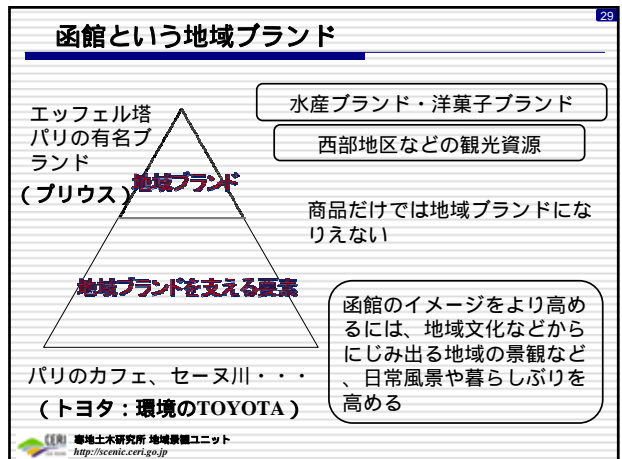 29
函館という地域ブランド
水産ブランド・洋菓子ブランド
西部地区などの観光資源
エッフェル塔
パリの有名ブ
ランド
（プリウス）
地域ブランド
商品だけでは地域ブランドにな
りえない
地域ブランドを支える要素
函館のイメージをより高め
るには、地域文化などから
にじみ出る地域の景観など
、日常風景や暮らしぶりを
高める
パリのカフェ、セーヌ川・・・
（トヨタ：環境のTOYOTA）
CERI 寒地土木研究所 地域景観ユニット
http://scenic.ceri.go.jp